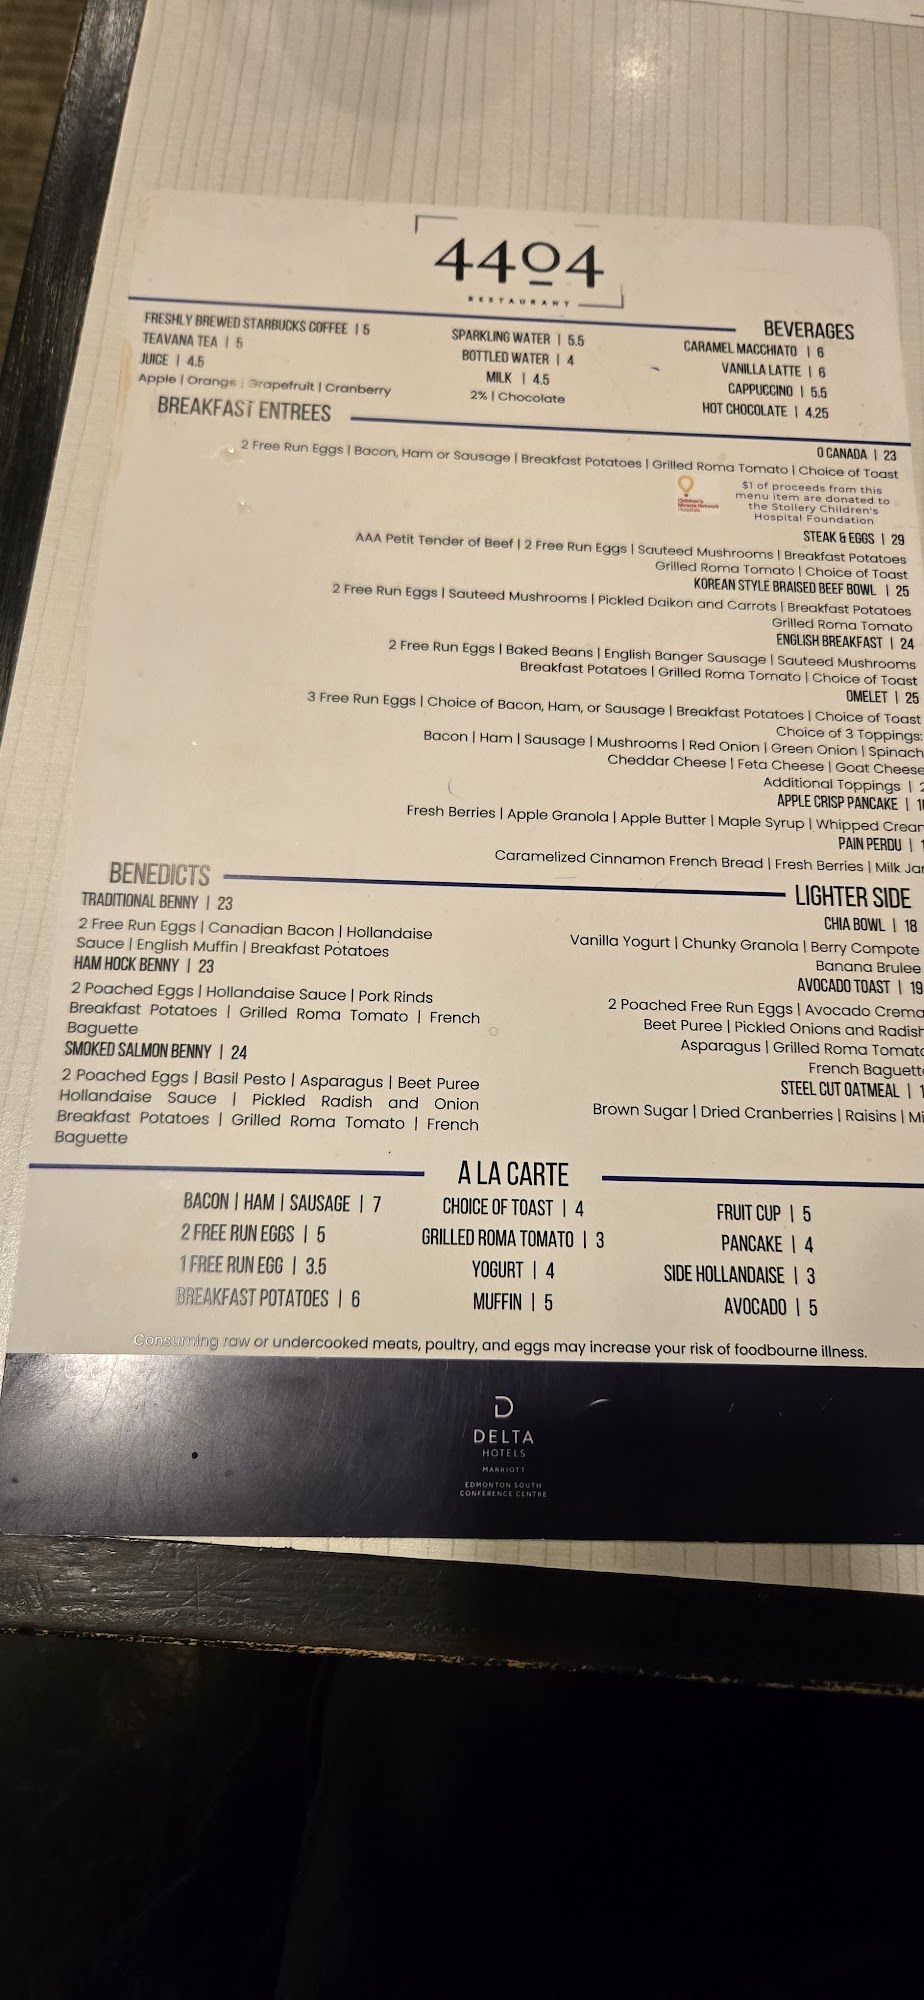 4404
RESTAURANT
BEVERAGES
FRESHLY BREWED STARBUCKS COFFEE | 5
TEAVANA TEA | 5
JUICE | 4.5
Apple | Orange | Grapefruit | Cranberry
SPARKLING WATER | 5.5
BOTTLED WATER | 4
MILK | 4.5
2% | Chocolate
CARAMEL MACCHIATO | 6
VANILLA LATTE | 6
CAPPUCCINO | 5.5
HOT CHOCOLATE | 4.25
BREAKFAST ENTREES
O CANADA | 23
2 Free Run Eggs | Bacon, Ham or Sausage | Breakfast Potatoes | Grilled Roma Tomato | Choice of Toast
Children's
Miracle Network
Hospitals
$1 of proceeds from this
menu item are donated to
the Stollery Children's
Hospital Foundation
STEAK & EGGS | 29
AAA Petit Tender of Beef | 2 Free Run Eggs | Sauteed Mushrooms | Breakfast Potatoes
Grilled Roma Tomato | Choice of Toast
KOREAN STYLE BRAISED BEEF BOWL | 25
2 Free Run Eggs | Sauteed Mushrooms | Pickled Daikon and Carrots | Breakfast Potatoes
Grilled Roma Tomato
ENGLISH BREAKFAST | 24
2 Free Run Eggs | Baked Beans | English Banger Sausage | Sauteed Mushrooms
Breakfast Potatoes | Grilled Roma Tomato | Choice of Toast
OMELET | 25
3 Free Run Eggs | Choice of Bacon, Ham, or Sausage | Breakfast Potatoes | Choice of Toast
Choice of 3 Toppings:
Bacon | Ham | Sausage | Mushrooms | Red Onion | Green Onion | Spinach
Cheddar Cheese | Feta Cheese | Goat Cheese
Additional Toppings |
APPLE CRISP PANCAKE |
Fresh Berries | Apple Granola | Apple Butter | Maple Syrup | Whipped Crea
PAIN PERDU |
Caramelized Cinnamon French Bread | Fresh Berries | Milk Ja
BENEDICTS
TRADITIONAL BENNY | 23
2 Free Run Eggs | Canadian Bacon | Hollandaise
Sauce | English Muffin | Breakfast Potatoes
HAM HOCK BENNY | 23
2 Poached Eggs | Hollandaise Sauce | Pork Rinds
Breakfast Potatoes | Grilled Roma Tomato | French
Baguette
SMOKED SALMON BENNY | 24
2 Poached Eggs | Basil Pesto | Asparagus | Beet Puree
Hollandaise Sauce | Pickled Radish and Onion
Breakfast Potatoes | Grilled Roma Tomato | French
Baguette
LIGHTER SIDE
CHIA BOWL | 18
Vanilla Yogurt | Chunky Granola | Berry Compote
Banana Brulee
AVOCADO TOAST | 19
2 Poached Free Run Eggs | Avocado Crema
Beet Puree | Pickled Onions and Radish
Asparagus | Grilled Roma Tomato
French Baguette
STEEL CUT OATMEAL |
Brown Sugar | Dried Cranberries | Raisins |
A LA CARTE
BACON | HAM | SAUSAGE | 7
2 FREE RUN EGGS | 5
1 FREE RUN EGG | 3.5
BREAKFAST POTATOES | 6
CHOICE OF TOAST | 4
GRILLED ROMA TOMATO | 3
YOGURT | 4
MUFFIN | 5
FRUIT CUP | 5
PANCAKE | 4
SIDE HOLLANDAISE | 3
AVOCADO | 5
Consuming raw or undercooked meats, poultry, and eggs may increase your risk of foodbourne illness.
DELTA
HOTELS
MARRIOTT
EDMONTON SOUTH
CONFERENCE CENTRE